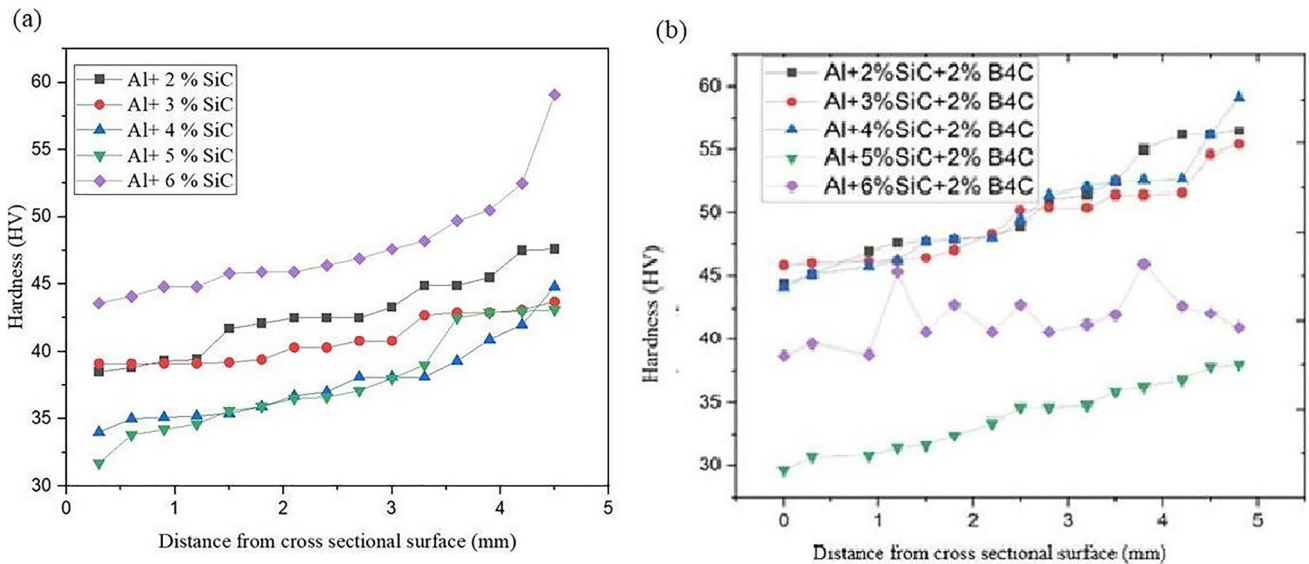 (a)
Al+ 2 % SiC
Al+ 3 % SiC
Al+ 4 % SiC
Al+ 5 % SiC
Al+ 6 % SiC
60
55
50
45
40
35
30
0
1
2
3
4
5
Hardness (HV)
Distance from cross sectional surface (mm)
(b)
Al+2%SiC+2% B4C
Al+3%SiC+2% B4C
Al+4%SiC+2% B4C
Al+5%SiC+2% B4C
Al+6%SiC+2% B4C
60
55
50
45
40
35
30
0
1
2
3
4
5
Hardness (HV)
Distance from cross sectional surface (mm)